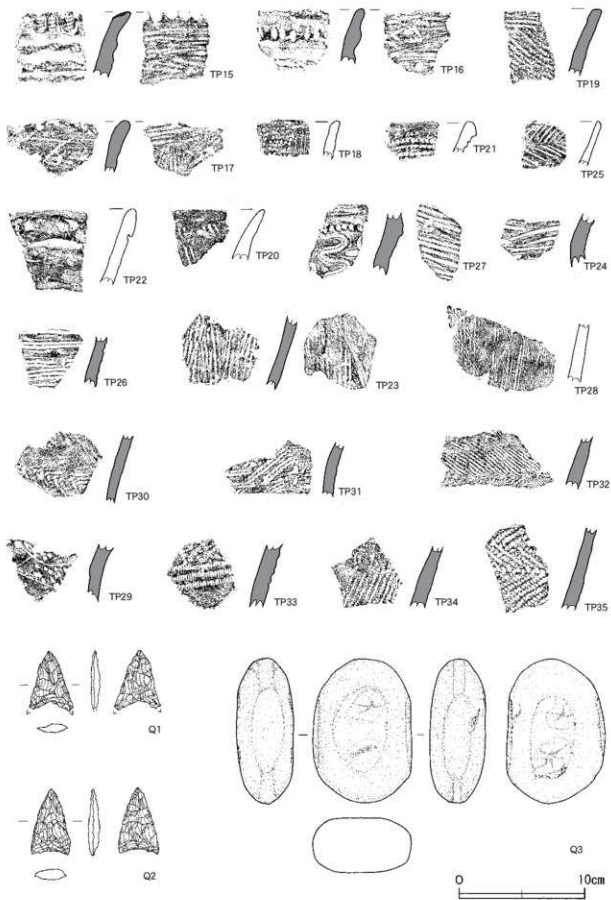 TP15 TP16 TP19
TP17 TP18 TP21 TP25
TP22 TP20 TP27 TP24
TP26 TP23 TP28
TP30 TP31 TP32
TP29 TP33 TP34 TP35
Q1
Q2 Q3
0 10cm